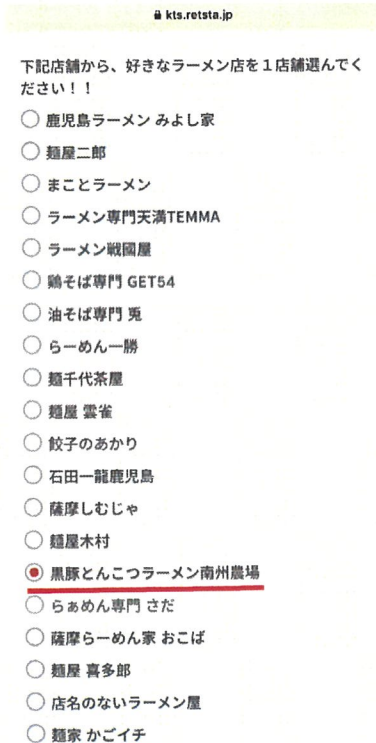 kts.retsta.jp
下記店舗から、好きなラーメン店を1店舗選んでく
ださい！！
鹿児島ラーメン みよし家
麺屋二郎
まことラーメン
ラーメン専門天満TEMMA
ラーメン戦國屋
鶏そば専門 GET54
油そば専門 兎
らーめん一勝
麺千代茶屋
麺屋 雲雀
餃子のあかり
石田一龍鹿児島
薩摩しむじゃ
麺屋木村
黒豚とんこつラーメン南州農場
らぁめん専門 さだ
薩摩らーめん家 おこば
麺屋 喜多郎
店名のないラーメン屋
麺家 かごイチ